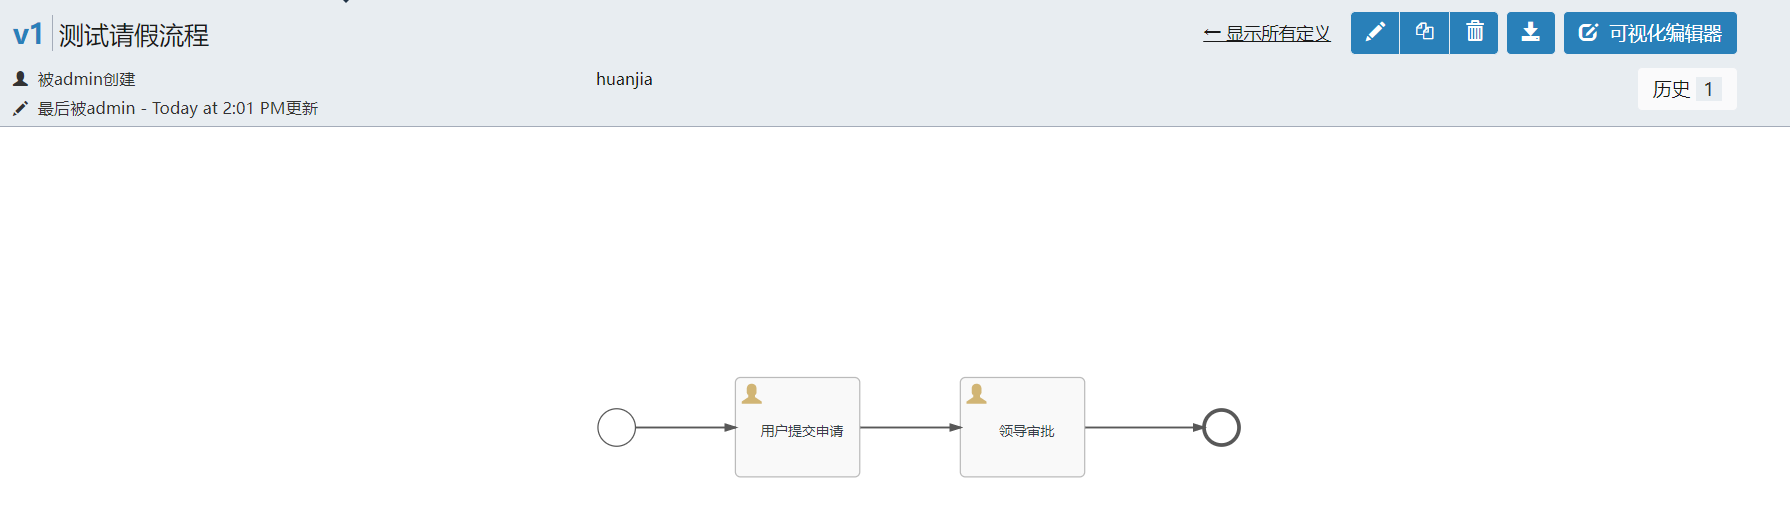 v1 测试请假流程
← 显示所有定义
可视化编辑器
被admin创建
huanjia
历史 1
最后被admin - Today at 2:01 PM更新
用户提交申请
领导审批